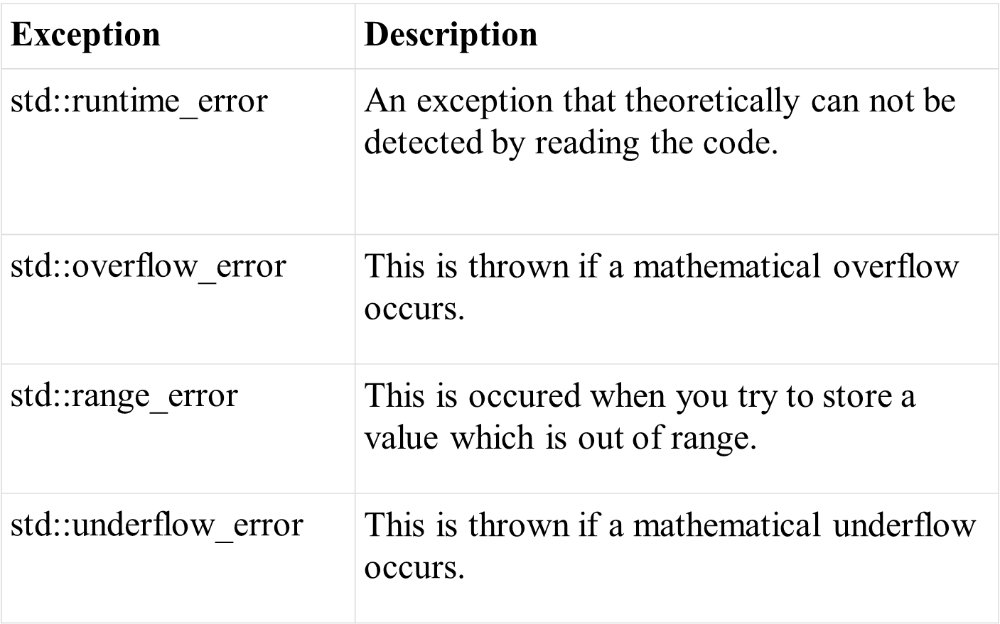 Exception Description
std::runtime_error An exception that theoretically can not be
detected by reading the code.
std::overflow_error This is thrown if a mathematical overflow
occurs.
std::range_error This is occured when you try to store a
value which is out of range.
std::underflow_error This is thrown if a mathematical underflow
occurs.